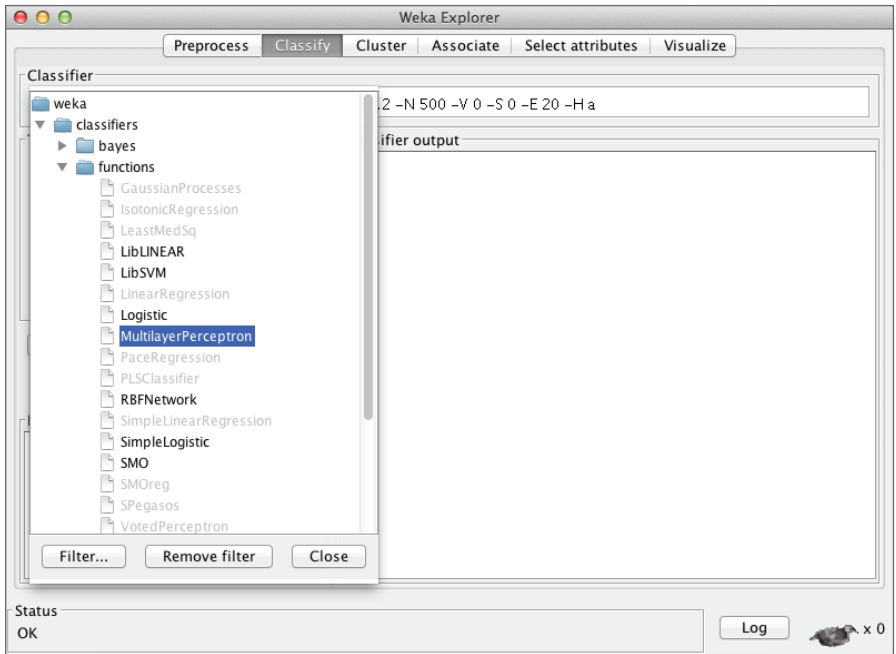 Weka Explorer
Preprocess Classify Cluster Associate Select attributes Visualize
Classifier
weka
.2 –N 500 –V 0 –S 0 –E 20 –H a
classifiers
ifier output
bayes
functions
GaussianProcesses
IsotonicRegression
LeastMedSq
LibLINEAR
LibSVM
LinearRegression
Logistic
MultilayerPerceptron
PaceRegression
PLSClassifier
RBFNetwork
SimpleLinearRegression
SimpleLogistic
SMO
SMOreg
SPegasos
VotedPerceptron
Filter... Remove filter Close
Status
OK
Log x 0